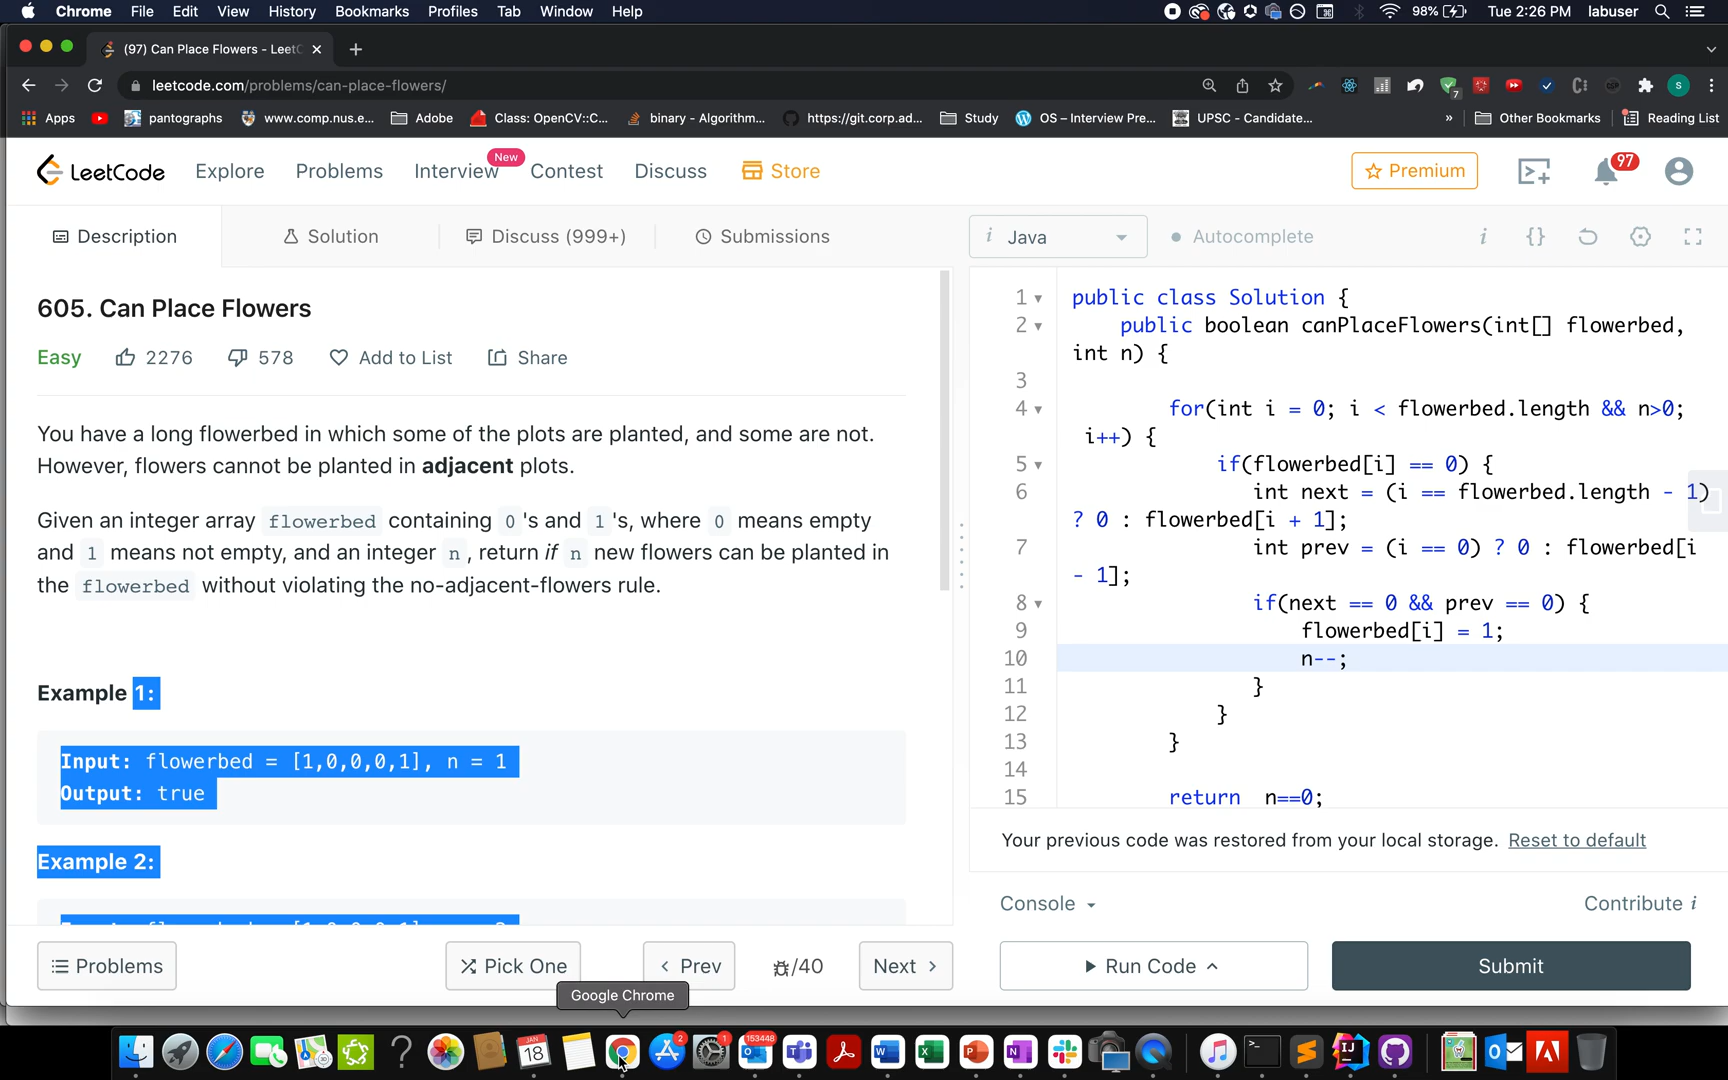 Chrome File Edit View History Bookmarks Profiles Tab Window Help
98% Tue 2:26 PM labuser
(97) Can Place Flowers - LeetC
leetcode.com/problems/can-place-flowers/
7
S
Apps pantographs www.comp.nus.e... Adobe Class: OpenCV::C... binary - Algorithm... https://git.corp.ad... Study OS – Interview Pre... UPSC - Candidate... » Other Bookmarks Reading List
LeetCode Explore Problems Interview New Contest Discuss Store
Premium 97
Description Solution Discuss (999+) Submissions
605. Can Place Flowers
Easy 2276 578 Add to List Share
You have a long flowerbed in which some of the plots are planted, and some are not.
However, flowers cannot be planted in adjacent plots.
Given an integer array flowerbed containing 0 's and 1 's, where 0 means empty
and 1 means not empty, and an integer n , return if n new flowers can be planted in
the flowerbed without violating the no-adjacent-flowers rule.
Example 1:
Input: flowerbed = [1,0,0,0,1], n = 1
Output: true
Example 2:
Problems Pick One < Prev /40 Next >
Google Chrome
i Java Autocomplete i {}
1 public class Solution {
2 public boolean canPlaceFlowers(int[] flowerbed,
int n) {
3
4 for(int i = 0; i < flowerbed.length && n>0;
i++) {
5 if(flowerbed[i] == 0) {
6 int next = (i == flowerbed.length - 1)
? 0 : flowerbed[i + 1];
7 int prev = (i == 0) ? 0 : flowerbed[i
- 1];
8 if(next == 0 && prev == 0) {
9 flowerbed[i] = 1;
10 n--;
11 }
12 }
13 }
14
15 return n==0;
Your previous code was restored from your local storage. Reset to default
Console Contribute i
Run Code Submit
JAN
18
2
1
153448